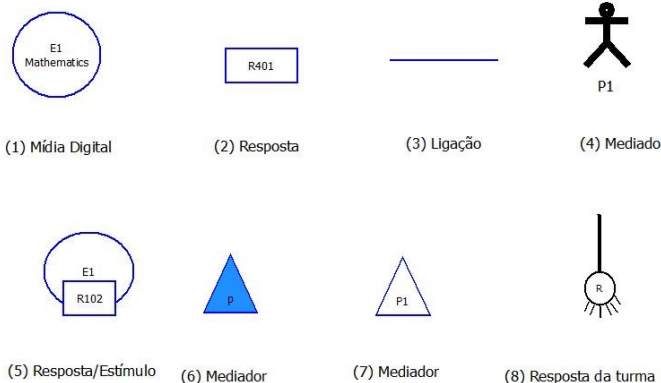 E1
Mathematics
R401
P1
(1) Mídia Digital
(2) Resposta
(3) Ligação
(4) Mediado
E1
R102
p
P1
R
(5) Resposta/Estímulo
(6) Mediador
(7) Mediador
(8) Resposta da turma